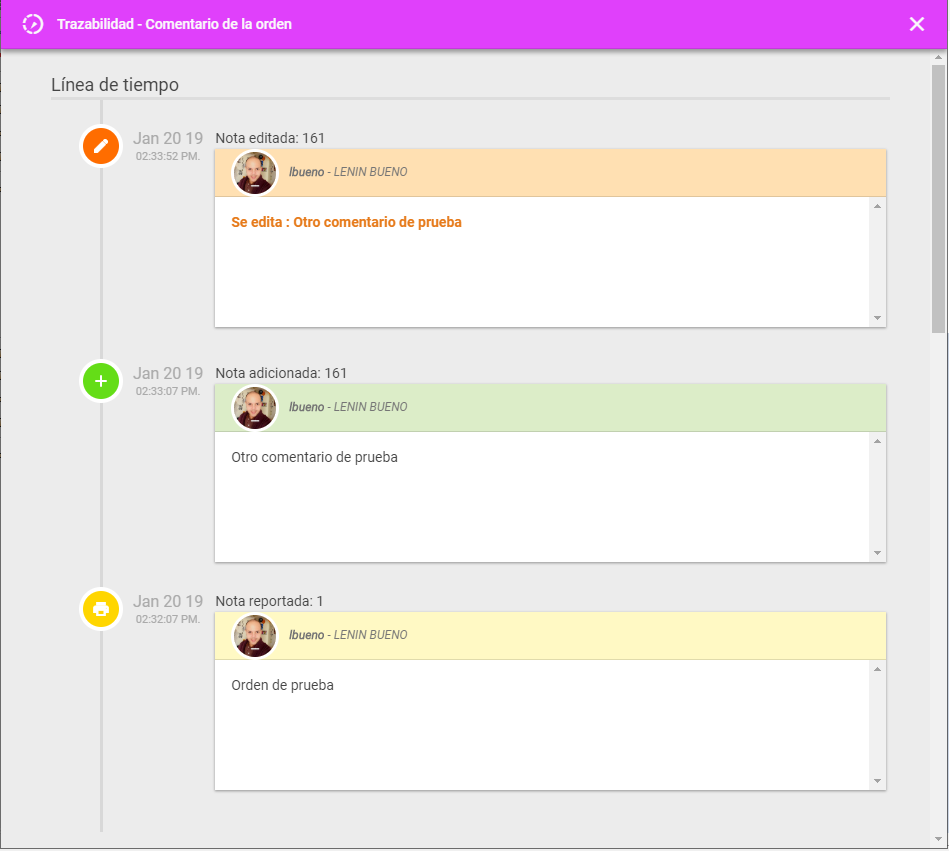 Trazabilidad - Comentario de la orden
Línea de tiempo
Jan 20 19
02:33:52 PM.
Nota editada: 161
lbueno - LENIN BUENO
Se edita : Otro comentario de prueba
Jan 20 19
02:33:07 PM.
Nota adicionada: 161
lbueno - LENIN BUENO
Otro comentario de prueba
Jan 20 19
02:32:07 PM.
Nota reportada: 1
lbueno - LENIN BUENO
Orden de prueba